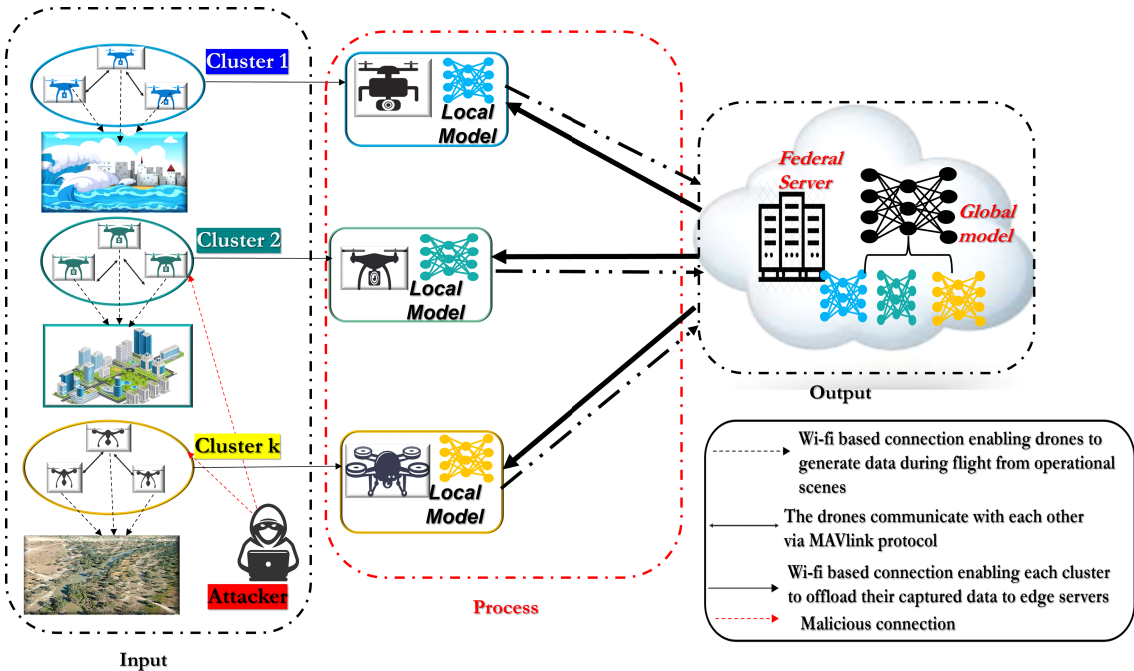 Cluster 1
Local
Model
Cluster 2
Local
Model
Cluster k
Local
Model
Attacker
Input
Process
Federal
Server
Global
model
Output
Wi-fi based connection enabling drones to
generate data during flight from operational
scenes
The drones communicate with each other
via MAVlink protocol
Wi-fi based connection enabling each cluster
to offload their captured data to edge servers
Malicious connection